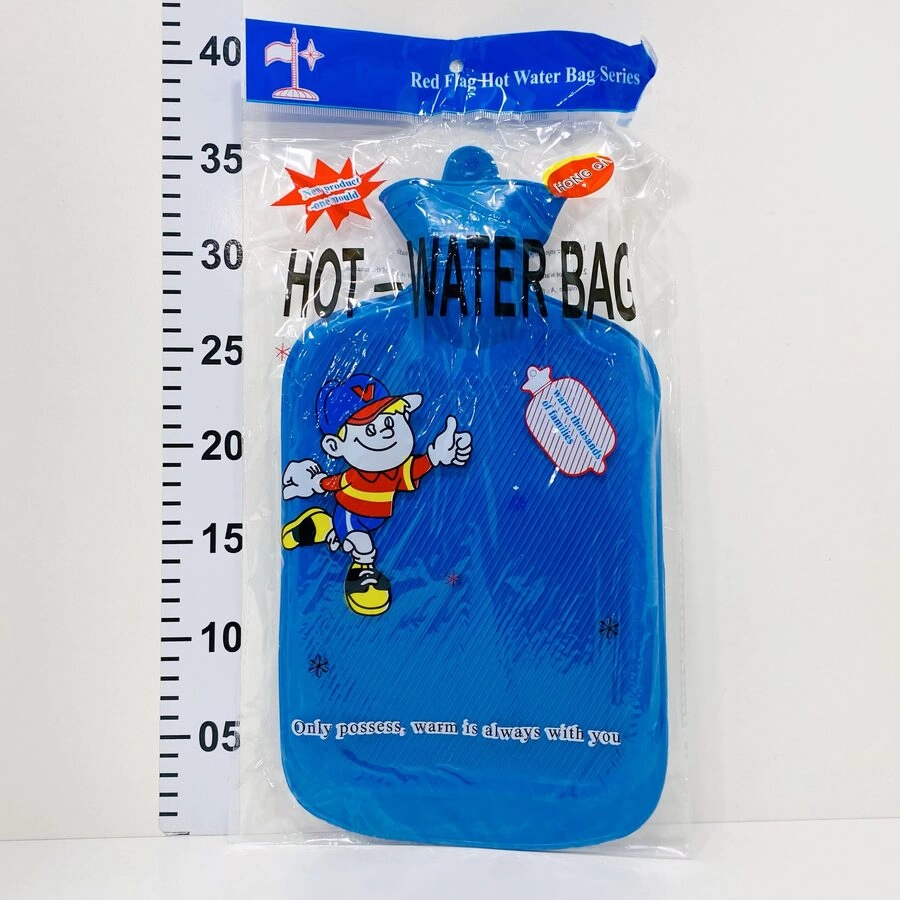 Red Flag Hot Water Bag Series
New product
-one mould
HONG QI
HOT - WATER BAG
warm thousands
of families
Only possess, warm is always with you
V
40
35
30
25
20
15
10
05